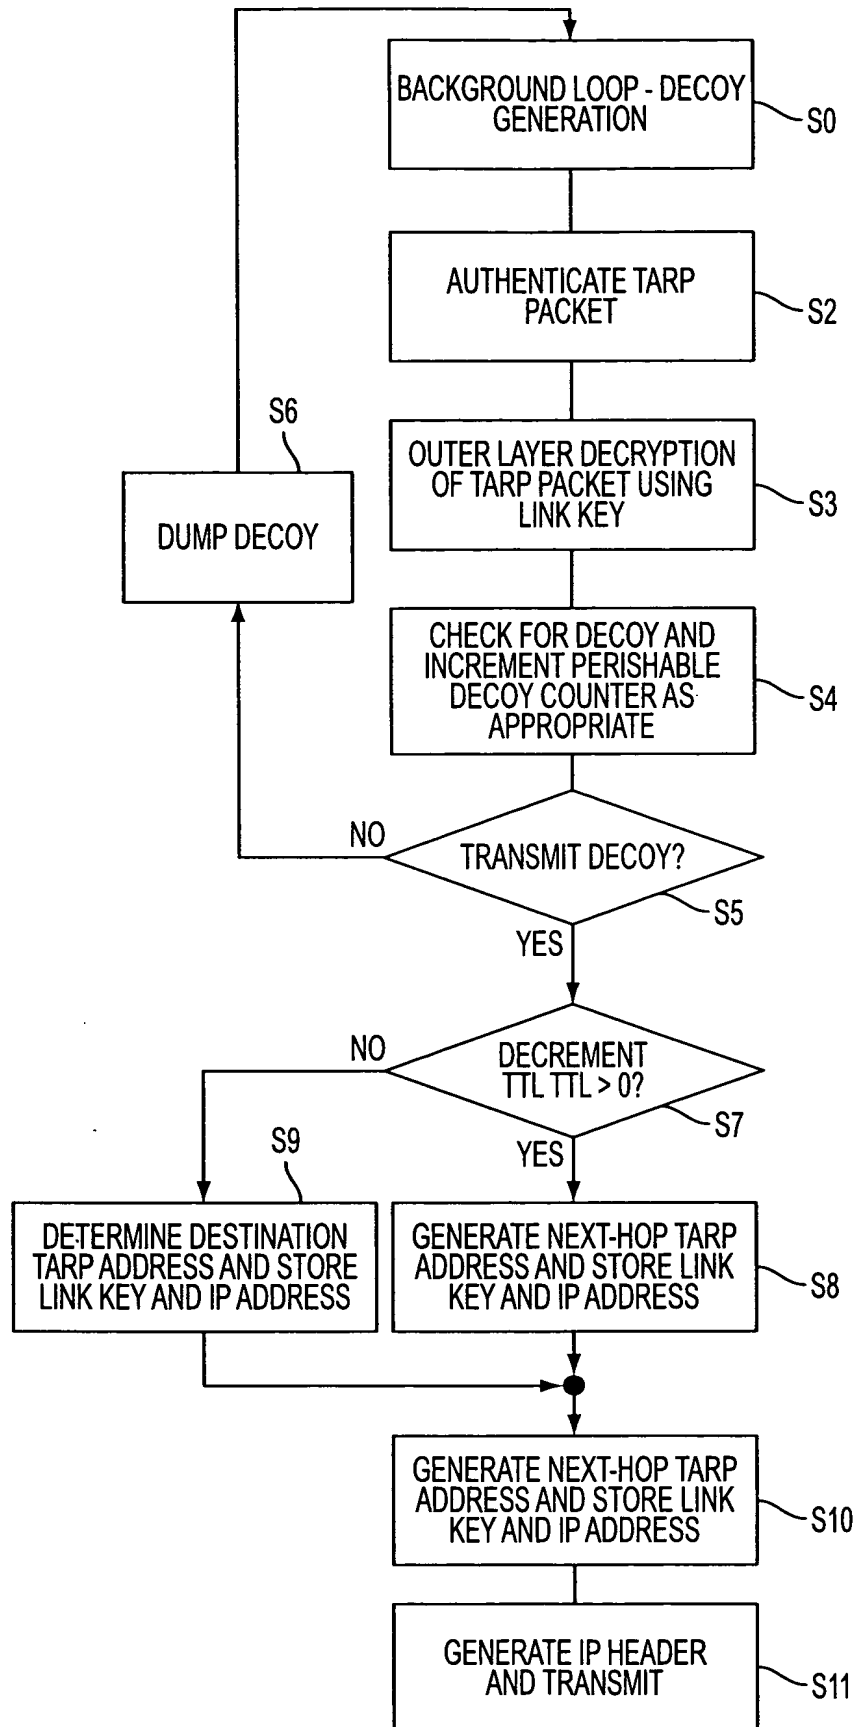 BACKGROUND LOOP - DECOY
GENERATION
S0
AUTHENTICATE TARP
PACKET
S2
OUTER LAYER DECRYPTION
OF TARP PACKET USING
LINK KEY
S3
S6
DUMP DECOY
CHECK FOR DECOY AND
INCREMENT PERISHABLE
DECOY COUNTER AS
APPROPRIATE
S4
NO
TRANSMIT DECOY?
S5
YES
NO
DECREMENT
TTL TTL > 0?
S7
YES
S9
DETERMINE DESTINATION
TARP ADDRESS AND STORE
LINK KEY AND IP ADDRESS
GENERATE NEXT-HOP TARP
ADDRESS AND STORE LINK
KEY AND IP ADDRESS
S8
GENERATE NEXT-HOP TARP
ADDRESS AND STORE LINK
KEY AND IP ADDRESS
S10
GENERATE IP HEADER
AND TRANSMIT
S11